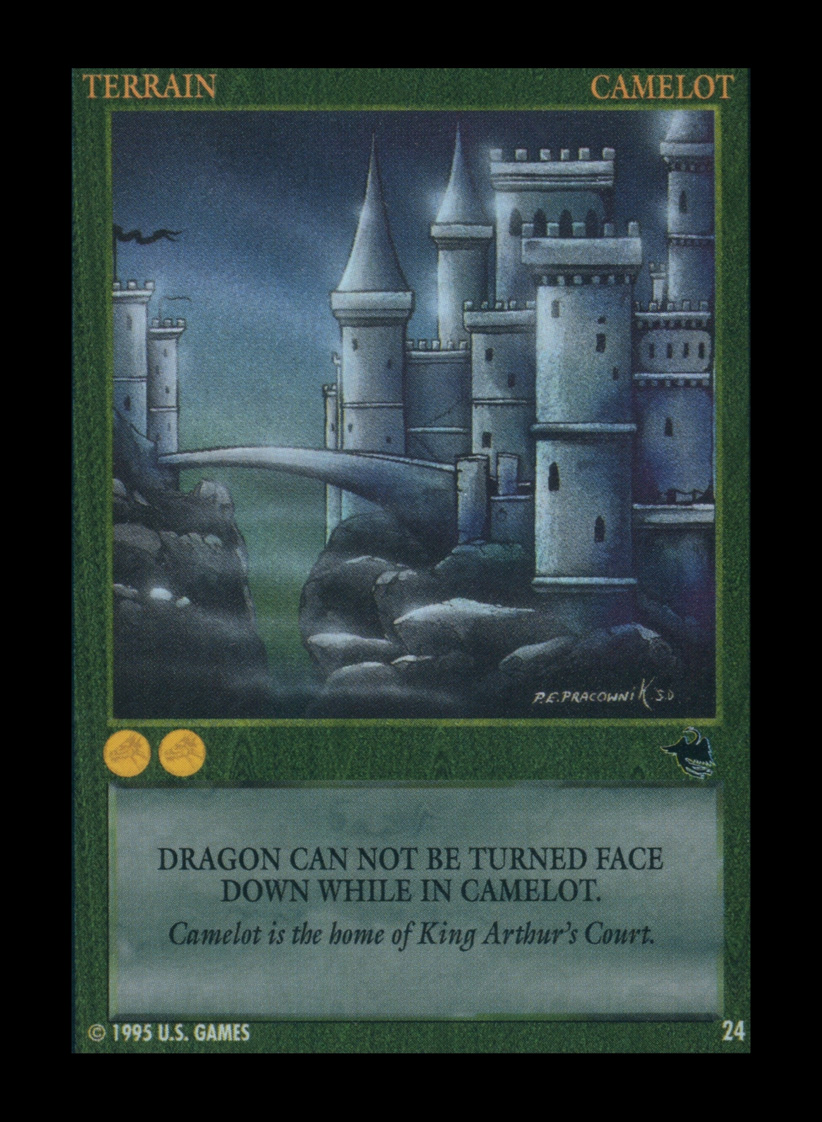 TERRAIN
CAMELOT
P.E.PRACOWNIK S.D
DRAGON CAN NOT BE TURNED FACE
DOWN WHILE IN CAMELOT.
Camelot is the home of King Arthur's Court.
© 1995 U.S. GAMES
24